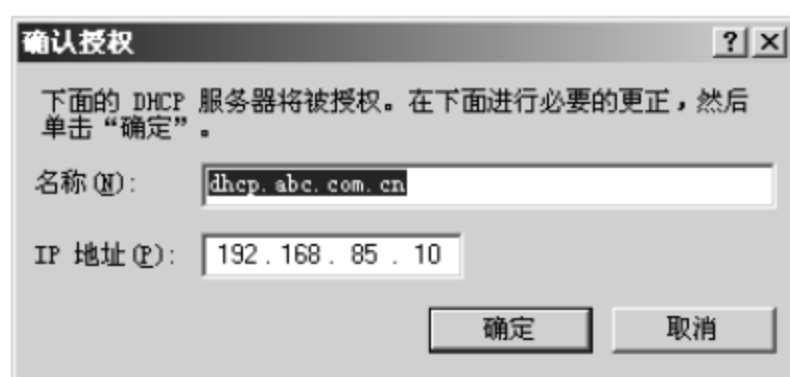 确认授权
下面的 DHCP 服务器将被授权。在下面进行必要的更正，然后
单击“确定”。
名称(N):
dhcp.abc.com.cn
IP 地址(P):
192.168.85.10
确定
取消